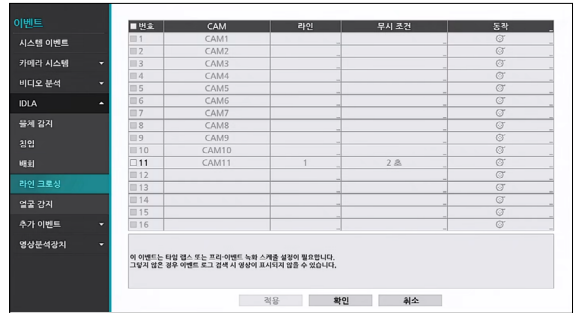 이벤트
시스템 이벤트
카메라 시스템
비디오 분석
IDLA
물체 감지
침입
배회
라인 크로싱
얼굴 감지
추가 이벤트
영상분석장치
번호 CAM 라인 무시 조건 동작
1 CAM1
2 CAM2
3 CAM3
4 CAM4
5 CAM5
6 CAM6
7 CAM7
8 CAM8
9 CAM9
10 CAM10
11 CAM11 1 2
12
13
14
15
16
이 이벤트는 타임 랩스 또는 프리-이벤트 녹화 스케줄 설정이 필요합니다.
그렇지 않은 경우 이벤트 로그 검색 시 영상이 표시되지 않을 수 있습니다.
적용 확인 취소